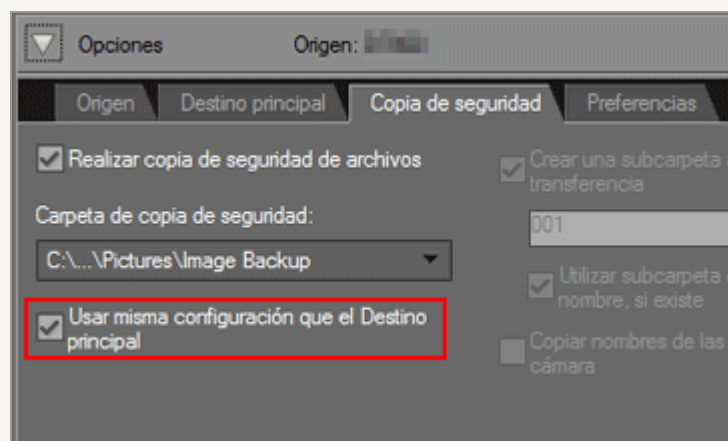 Opciones
Origen:
Origen
Destino principal
Copia de seguridad
Preferencias
Realizar copia de seguridad de archivos
Carpeta de copia de seguridad:
C:\...\Pictures\Image Backup
Usar misma configuración que el Destino
principal
Crear una subcarpeta
transferencia
001
Utilizar subcarpeta
nombre, si existe
Copiar nombres de las
cámara